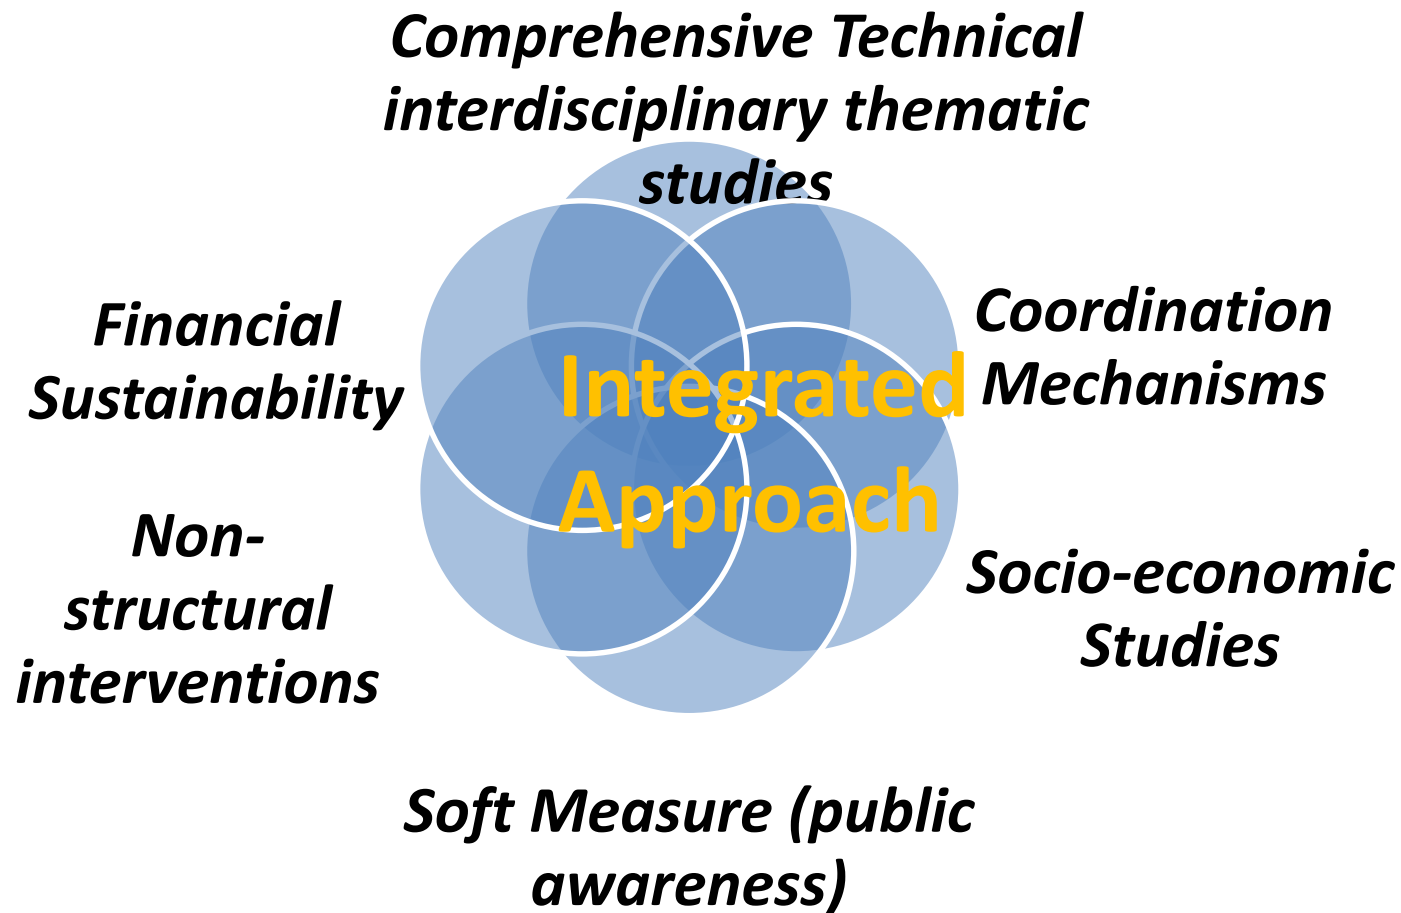 Comprehensive Technical
interdisciplinary thematic
studies
Financial
Sustainability
Coordination
Mechanisms
Integrated
Approach
Non-
structural
interventions
Socio-economic
Studies
Soft Measure (public
awareness)